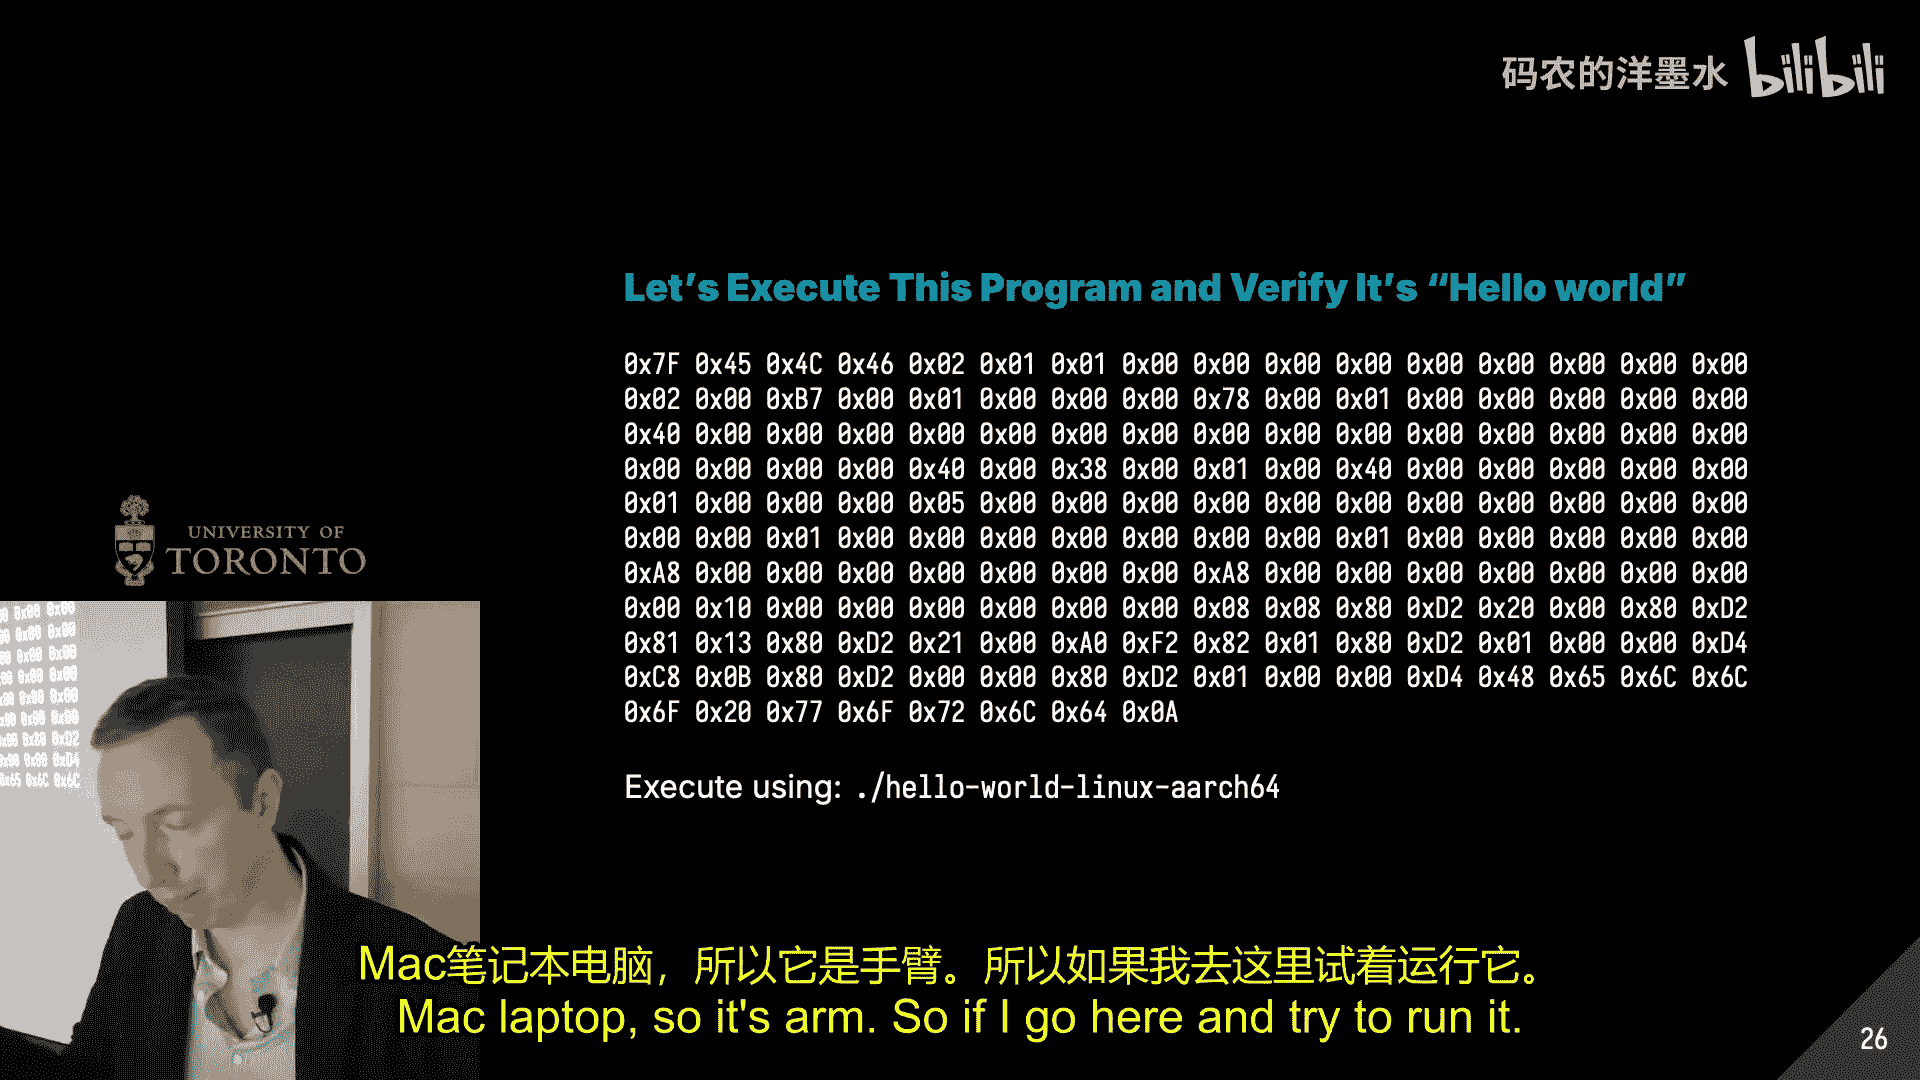 码农的洋墨水 bilibili
Let's Execute This Program and Verify It's “Hello world”
0x7F 0x45 0x4C 0x46 0x02 0x01 0x01 0x00 0x00 0x00 0x00 0x00 0x00 0x00 0x00 0x00
0x02 0x00 0xB7 0x00 0x01 0x00 0x00 0x00 0x78 0x00 0x01 0x00 0x00 0x00 0x00 0x00
0x40 0x00 0x00 0x00 0x00 0x00 0x00 0x00 0x00 0x00 0x00 0x00 0x00 0x00 0x00 0x00
0x00 0x00 0x00 0x00 0x40 0x00 0x38 0x00 0x01 0x00 0x40 0x00 0x00 0x00 0x00 0x00
0x01 0x00 0x00 0x00 0x05 0x00 0x00 0x00 0x00 0x00 0x00 0x00 0x00 0x00 0x00 0x00
0x00 0x00 0x01 0x00 0x00 0x00 0x00 0x00 0x00 0x00 0x01 0x00 0x00 0x00 0x00 0x00
0xA8 0x00 0x00 0x00 0x00 0x00 0x00 0x00 0xA8 0x00 0x00 0x00 0x00 0x00 0x00 0x00
0x00 0x10 0x00 0x00 0x00 0x00 0x00 0x00 0x08 0x08 0x80 0xD2 0x20 0x00 0x80 0xD2
0x81 0x13 0x80 0xD2 0x21 0x00 0xA0 0xF2 0x82 0x01 0x80 0xD2 0x01 0x00 0x00 0xD4
0xC8 0x0B 0x80 0xD2 0x00 0x00 0x80 0xD2 0x01 0x00 0x00 0xD4 0x48 0x65 0x6C 0x6C
0x6F 0x20 0x77 0x6F 0x72 0x6C 0x64 0x0A
Execute using: ./hello-world-linux-aarch64
UNIVERSITY OF
TORONTO
Mac笔记本电脑，所以它是手臂。所以如果我去这里试着运行它。
Mac laptop, so it's arm. So if I go here and try to run it.
26